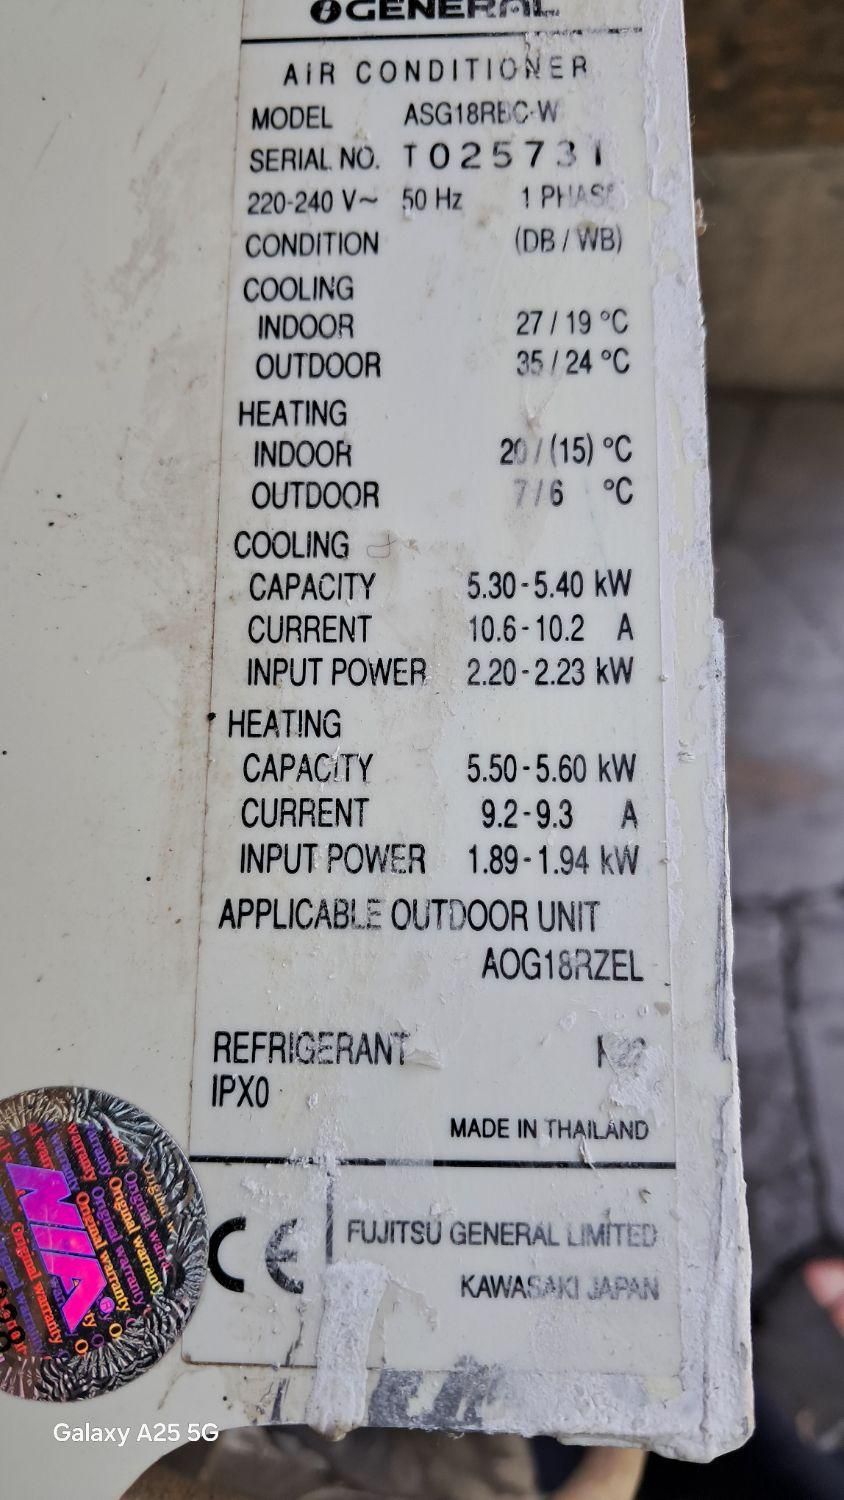 GENERAL
AIR CONDITIONER
MODEL ASG18RBC-W
SERIAL NO. T025731
220-240 V~ 50 Hz 1 PHASE
CONDITION (DB / WB)
COOLING
INDOOR 27 / 19 °C
OUTDOOR 35 / 24 °C
HEATING
INDOOR 20 / (15) °C
OUTDOOR 7 / 6 °C
COOLING
CAPACITY 5.30 - 5.40 kW
CURRENT 10.6 - 10.2 A
INPUT POWER 2.20 - 2.23 kW
HEATING
CAPACITY 5.50 - 5.60 kW
CURRENT 9.2 - 9.3 A
INPUT POWER 1.89 - 1.94 kW
APPLICABLE OUTDOOR UNIT
AOG18RZEL
REFRIGERANT
IPX0
MADE IN THAILAND
CE
FUJITSU GENERAL LIMITED
KAWASAKI JAPAN
NIA
Original warranty
Galaxy A25 5G